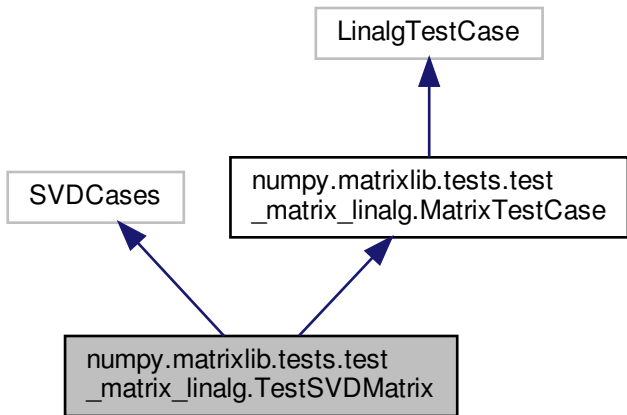 LinalgTestCase
SVDCases
numpy.matrixlib.tests.test
_matrix_linalg.MatrixTestCase
numpy.matrixlib.tests.test
_matrix_linalg.TestSVDMatrix